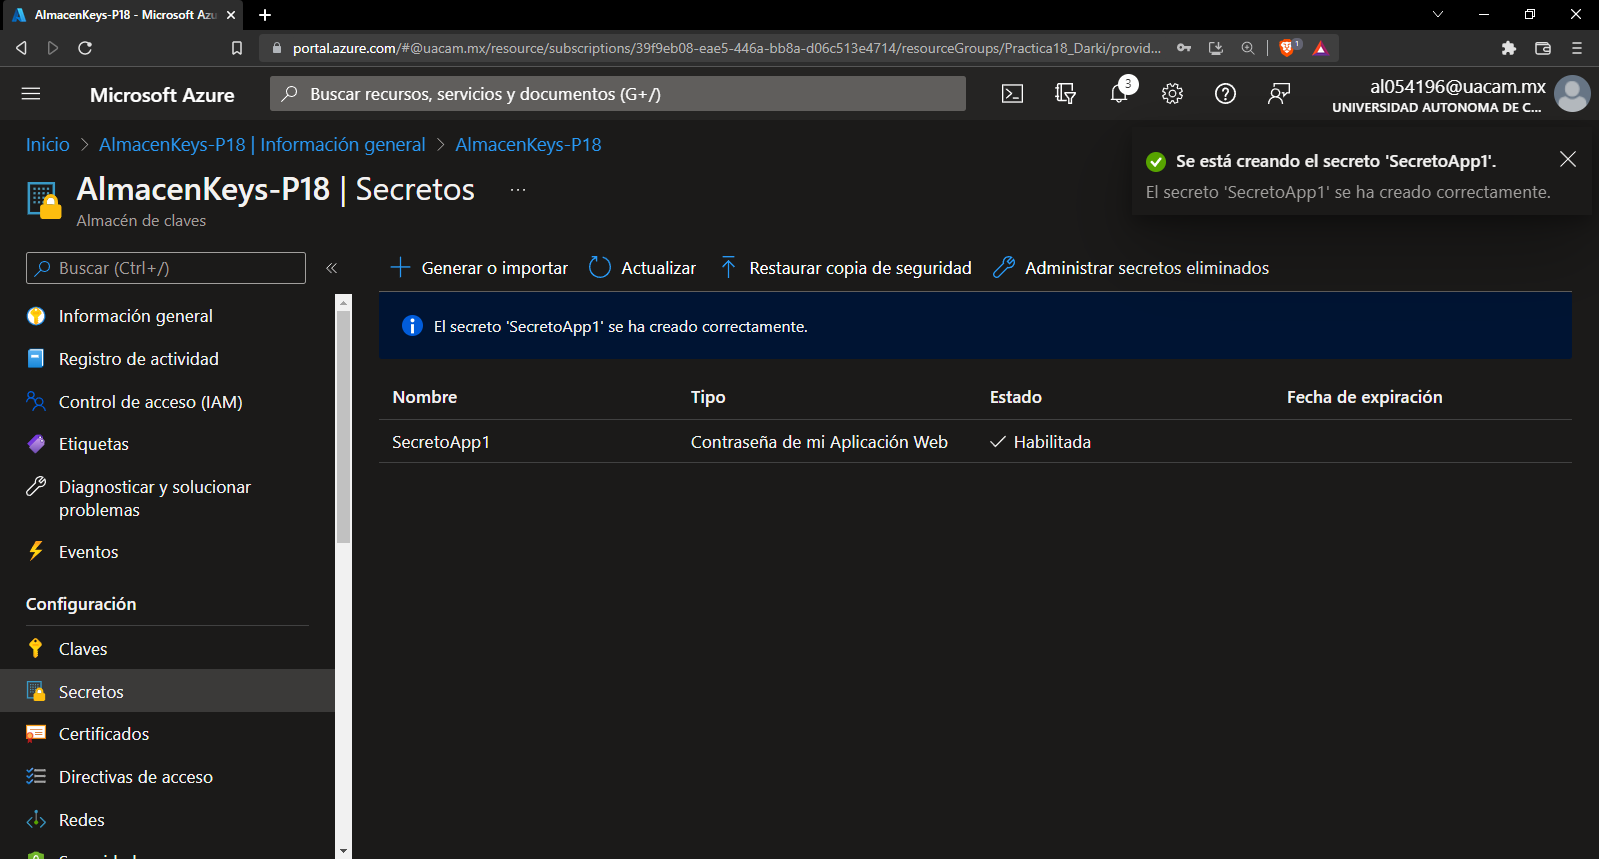 AlmacenKeys-P18 - Microsoft Azu
portal.azure.com/#@uacam.mx/resource/subscriptions/39f9eb08-eae5-446a-bb8a-d06c513e4714/resourceGroups/Practica18_Darki/provid...
1
Microsoft Azure
Buscar recursos, servicios y documentos (G+/)
3
al054196@uacam.mx
UNIVERSIDAD AUTONOMA DE C...
Inicio > AlmacenKeys-P18 | Información general > AlmacenKeys-P18
Se está creando el secreto 'SecretoApp1'.
El secreto 'SecretoApp1' se ha creado correctamente.
AlmacenKeys-P18 | Secretos ...
Almacén de claves
Buscar (Ctrl+/)
«
Generar o importar
Actualizar
Restaurar copia de seguridad
Administrar secretos eliminados
Información general
Registro de actividad
Control de acceso (IAM)
Etiquetas
Diagnosticar y solucionar
problemas
Eventos
Configuración
Claves
Secretos
Certificados
Directivas de acceso
Redes
El secreto 'SecretoApp1' se ha creado correctamente.
Nombre Tipo Estado Fecha de expiración
SecretoApp1 Contraseña de mi Aplicación Web Habilitada